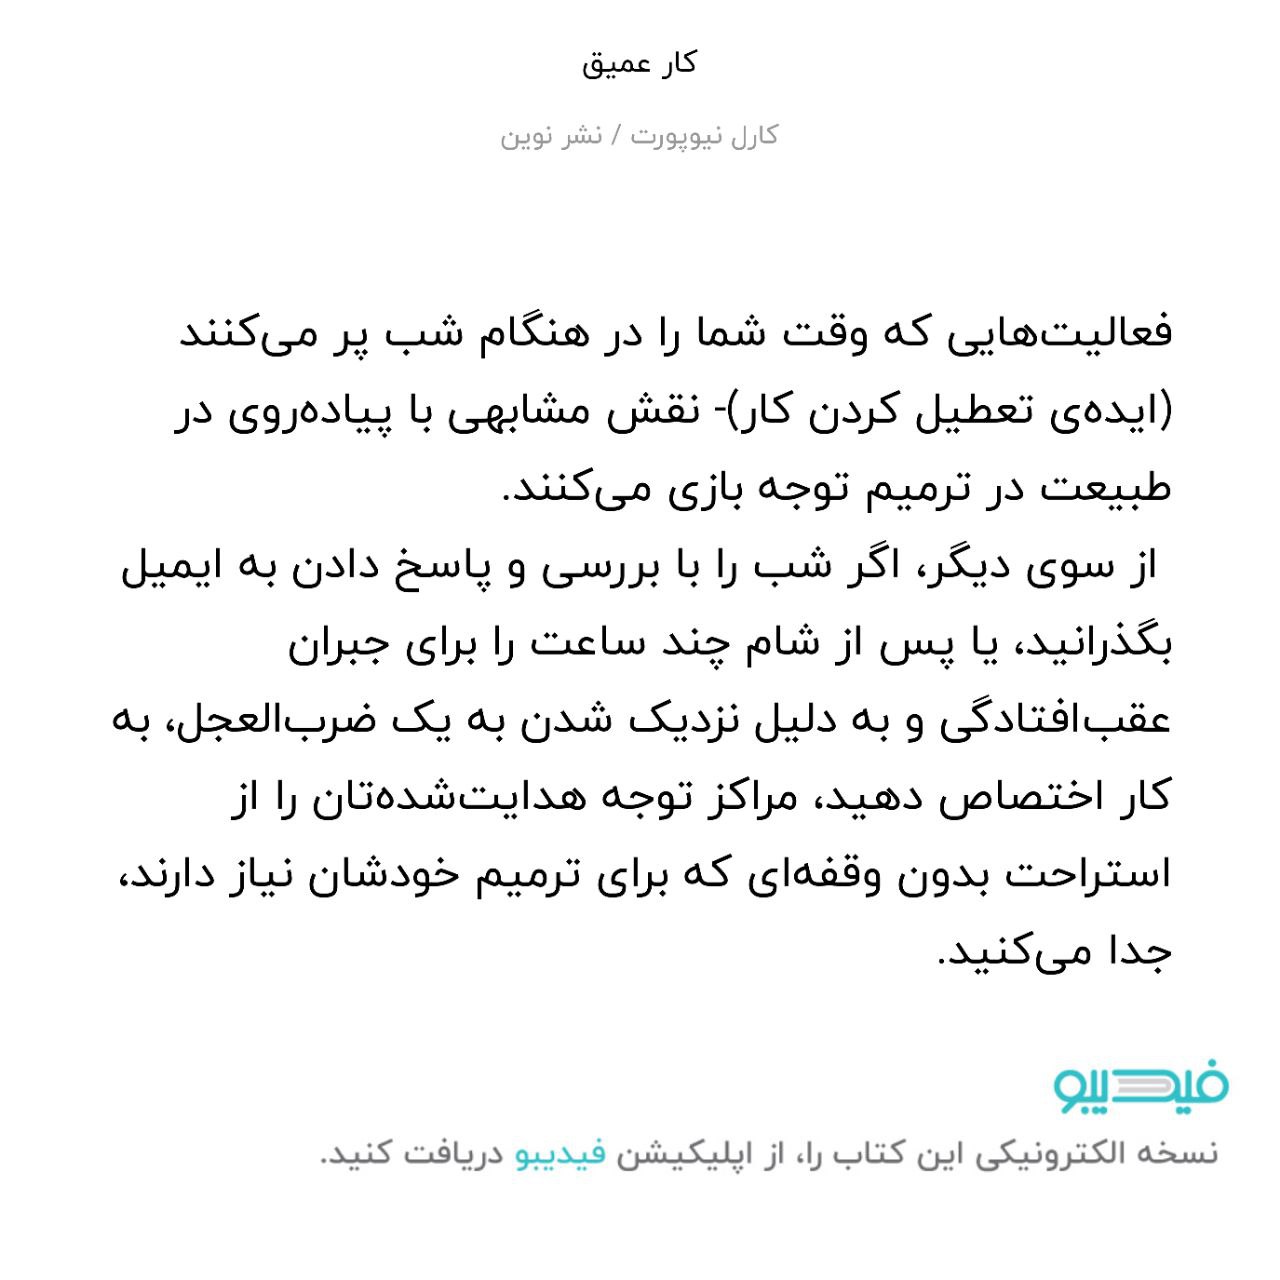 کار عمیق
کارل نیوپورت / نشر نوین
فعالیت‌هایی که وقت شما را در هنگام شب پر می‌کنند
(ایده‌ی تعطیل کردن کار)- نقش مشابهی با پیاده‌روی در
طبیعت در ترمیم توجه بازی می‌کنند.
از سوی دیگر، اگر شب را با بررسی و پاسخ دادن به ایمیل
بگذرانید، یا پس از شام چند ساعت را برای جبران
عقب‌افتادگی و به دلیل نزدیک شدن به یک ضرب‌العجل، به
کار اختصاص دهید، مراکز توجه هدایت‌شده‌تان را از
استراحت بدون وقفه‌ای که برای ترمیم خودشان نیاز دارند،
جدا می‌کنید.
فیدیبو
نسخه الکترونیکی این کتاب را، از اپلیکیشن فیدیبو دریافت کنید.